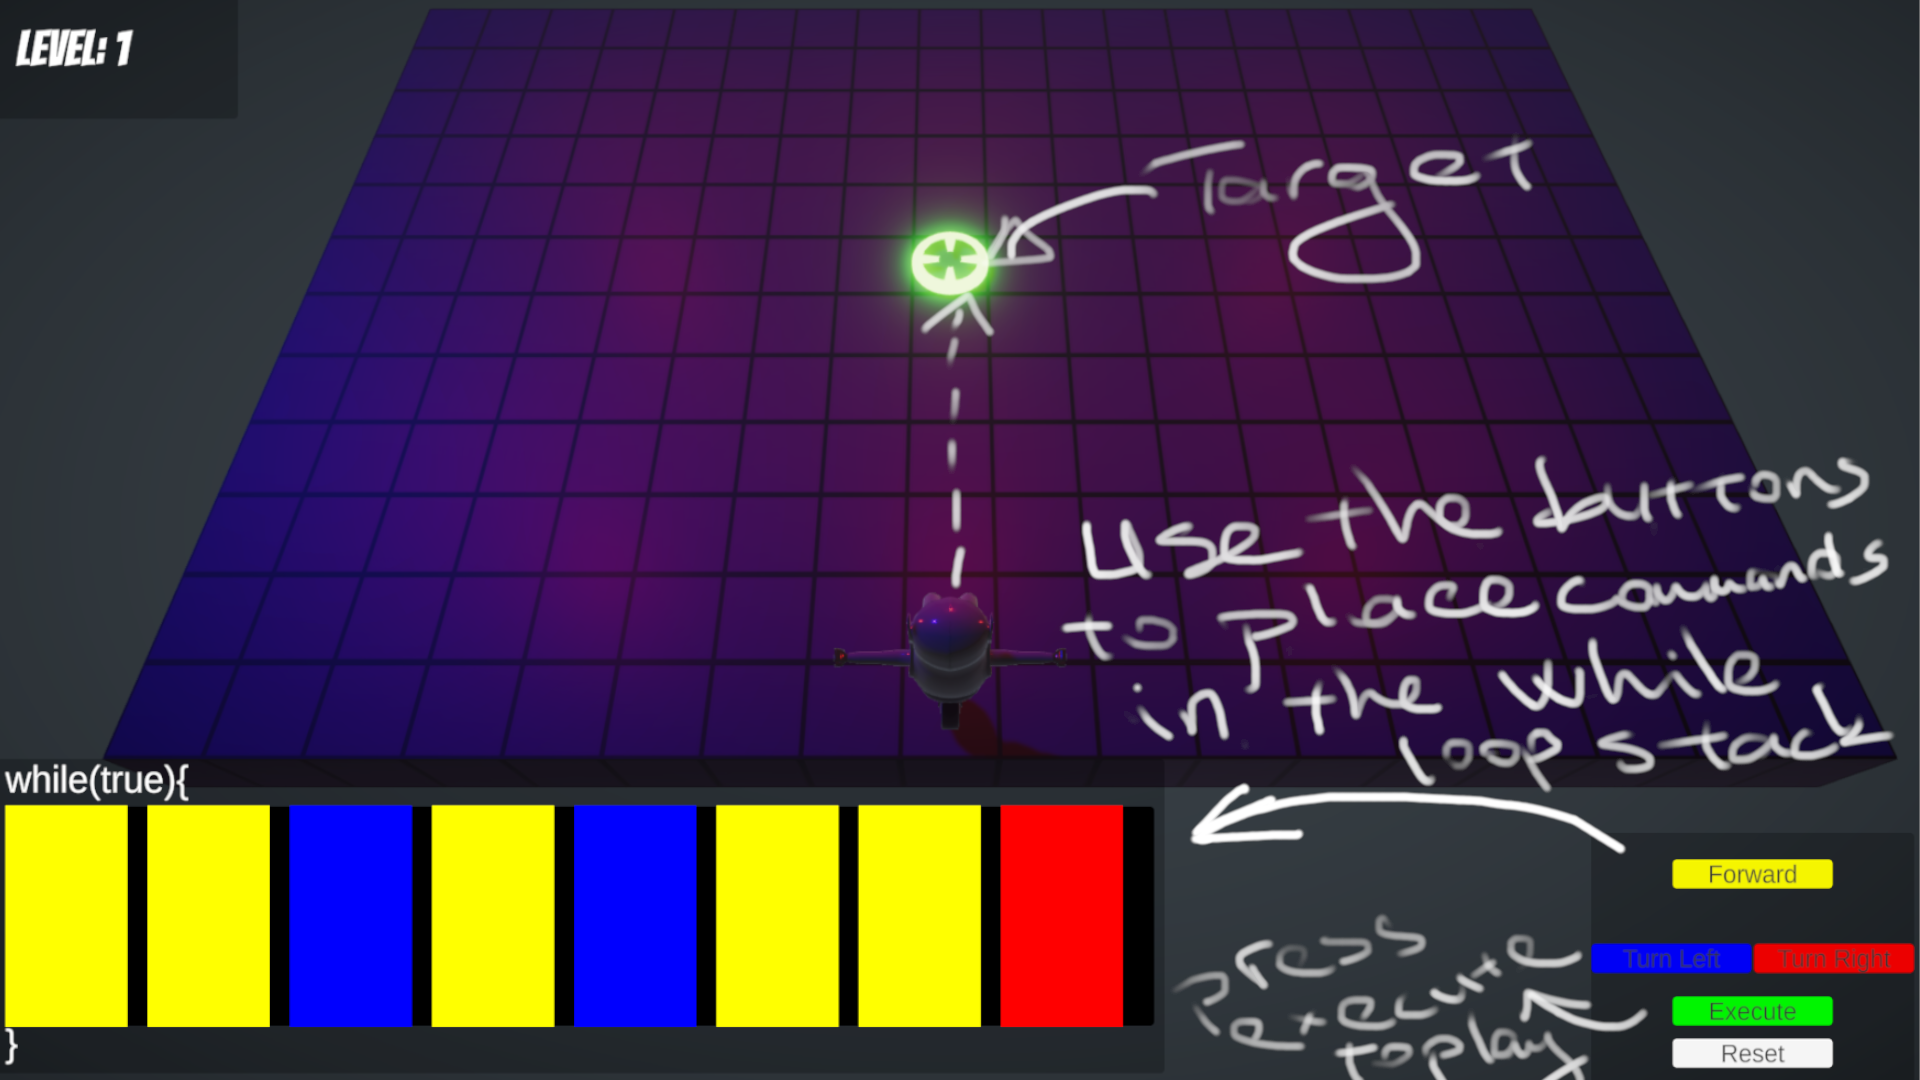 LEVEL: 1
Target
Use the buttons
to place commands
in the while
loop stack
while(true){
}
Forward
Turn Left
Turn Right
Execute
Reset
press
execute
to play